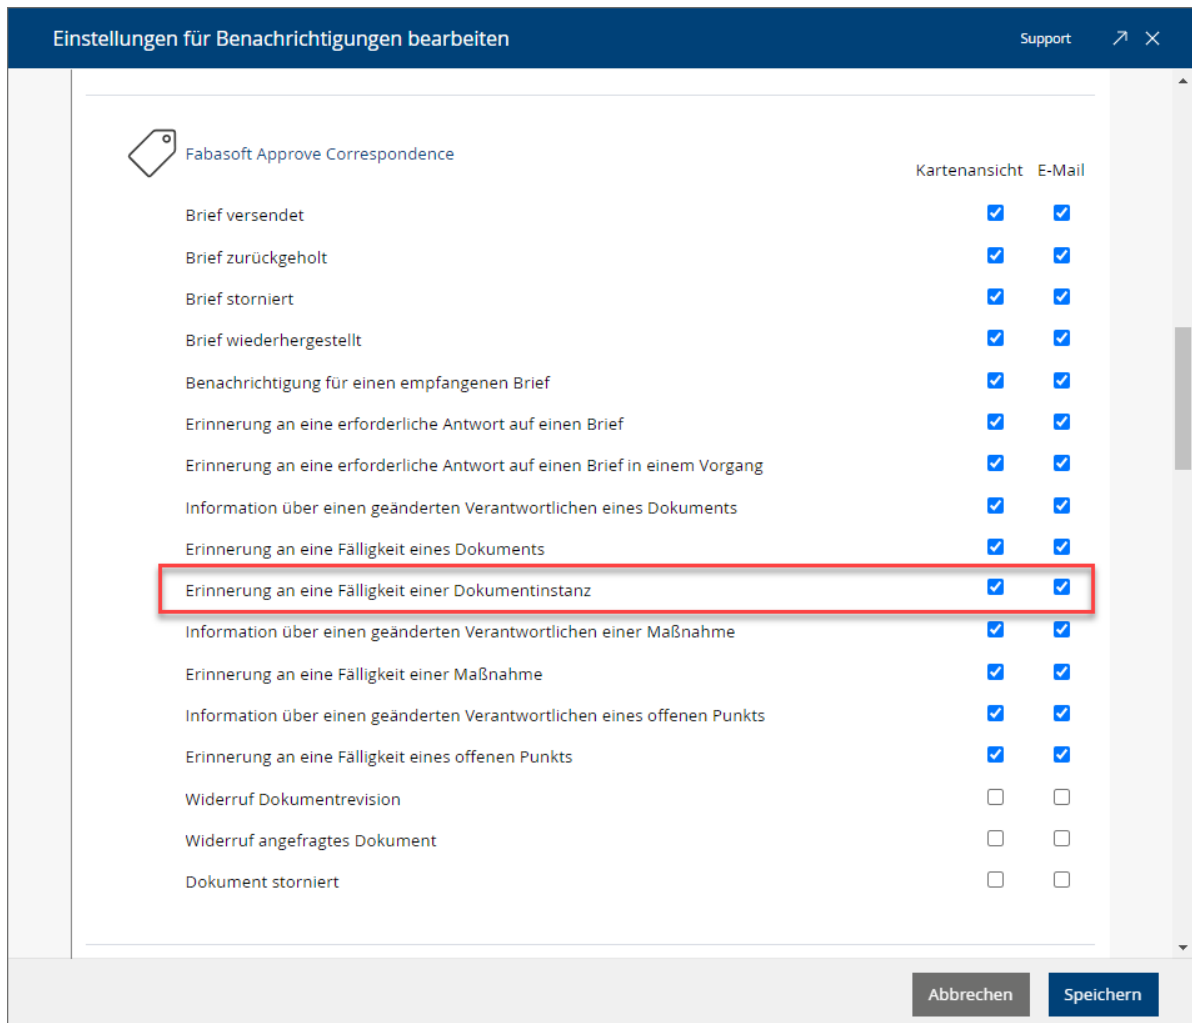 Einstellungen für Benachrichtigungen bearbeiten
Support
Fabasoft Approve Correspondence
Kartenansicht E-Mail
Brief versendet
Brief zurückgeholt
Brief storniert
Brief wiederhergestellt
Benachrichtigung für einen empfangenen Brief
Erinnerung an eine erforderliche Antwort auf einen Brief
Erinnerung an eine erforderliche Antwort auf einen Brief in einem Vorgang
Information über einen geänderten Verantwortlichen eines Dokuments
Erinnerung an eine Fälligkeit eines Dokuments
Erinnerung an eine Fälligkeit einer Dokumentinstanz
Information über einen geänderten Verantwortlichen einer Maßnahme
Erinnerung an eine Fälligkeit einer Maßnahme
Information über einen geänderten Verantwortlichen eines offenen Punkts
Erinnerung an eine Fälligkeit eines offenen Punkts
Widerruf Dokumentrevision
Widerruf angefragtes Dokument
Dokument storniert
Abbrechen
Speichern